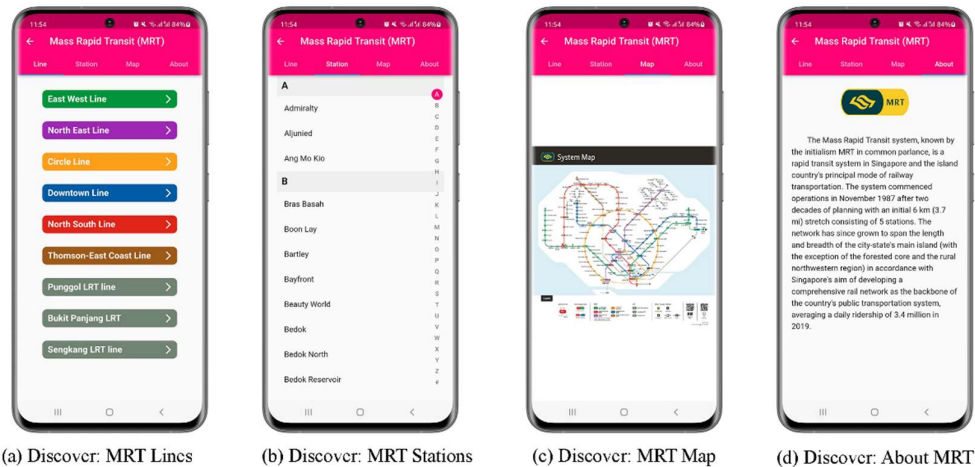 11:54 84%
Mass Rapid Transit (MRT)
Line Station Map About
East West Line
North East Line
Circle Line
Downtown Line
North South Line
Thomson-East Coast Line
Punggol LRT line
Bukit Panjang LRT
Sengkang LRT line
(a) Discover: MRT Lines
11:54 84%
Mass Rapid Transit (MRT)
Line Station Map About
A
Admiralty
Aljunied
Ang Mo Kio
B
Bras Basah
Boon Lay
Bartley
Bayfront
Beauty World
Bedok
Bedok North
Bedok Reservoir
A
B
C
D
E
F
G
H
I
J
K
L
M
N
O
P
Q
R
S
T
U
V
W
X
Y
Z
#
(b) Discover: MRT Stations
11:54 84%
Mass Rapid Transit (MRT)
Line Station Map About
System Map
(c) Discover: MRT Map
11:54 84%
Mass Rapid Transit (MRT)
Line Station Map About
MRT
The Mass Rapid Transit system, known by
the initialism MRT in common parlance, is a
rapid transit system in Singapore and the island
country's principal mode of railway
transportation. The system commenced
operations in November 1987 after two
decades of planning with an initial 6 km (3.7
mi) stretch consisting of 5 stations. The
network has since grown to span the length
and breadth of the city-state's main island (with
the exception of the forested core and the rural
northwestern region) in accordance with
Singapore's aim of developing a
comprehensive rail network as the backbone of
the country's public transportation system,
averaging a daily ridership of 3.4 million in
2019.
(d) Discover: About MRT